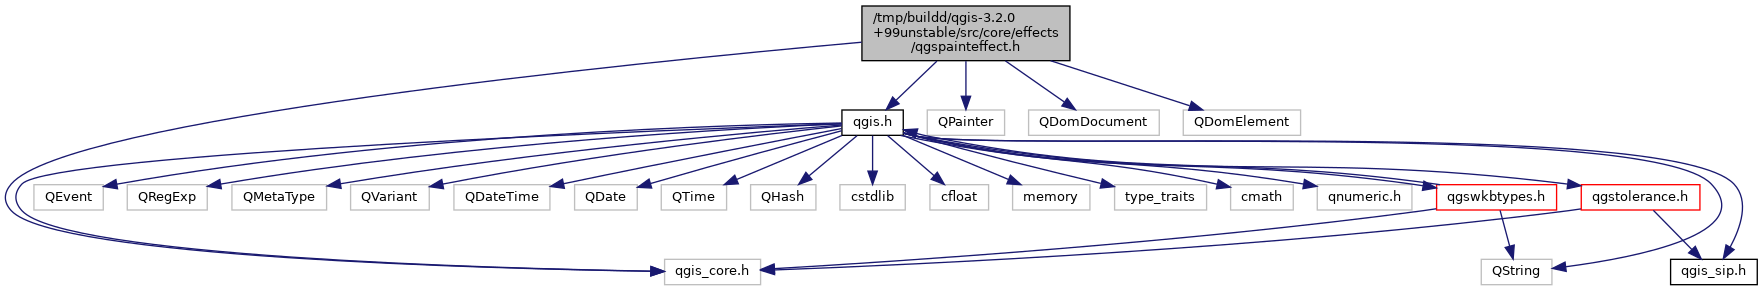 /tmp/buildd/qgis-3.2.0
+99unstable/src/core/effects
/qgspainteffect.h
qgis.h
QPainter
QDomDocument
QDomElement
QEvent
QRegExp
QMetaType
QVariant
QDateTime
QDate
QTime
QHash
cstdlib
cfloat
memory
type_traits
cmath
qnumeric.h
qgswkbtypes.h
qgstolerance.h
qgis_core.h
QString
qgis_sip.h